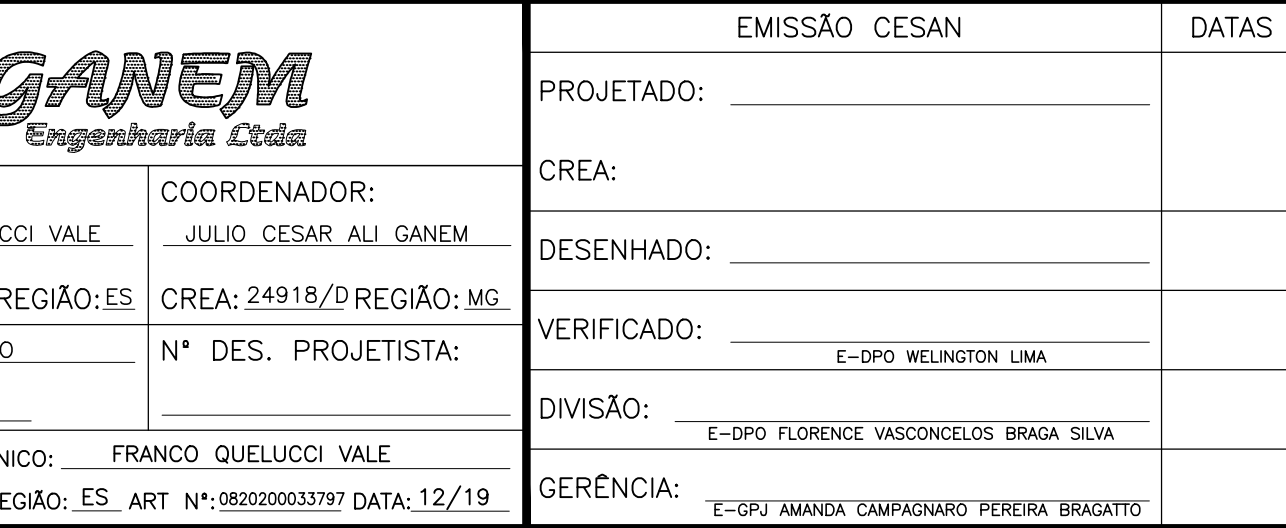 GANEM
Engenharia Ltda
COORDENADOR:
CCI VALE
JULIO CESAR ALI GANEM
REGIÃO: ES
CREA: 24918/D REGIÃO: MG
O
Nº DES. PROJETISTA:
NICO: FRANCO QUELUCCI VALE
EGIÃO: ES ART Nº: 0820200033797 DATA: 12/19
EMISSÃO CESAN
DATAS
PROJETADO:
CREA:
DESENHADO:
VERIFICADO:
E-DPO WELINGTON LIMA
DIVISÃO:
E-DPO FLORENCE VASCONCELOS BRAGA SILVA
GERÊNCIA:
E-GPJ AMANDA CAMPAGNARO PEREIRA BRAGATTO